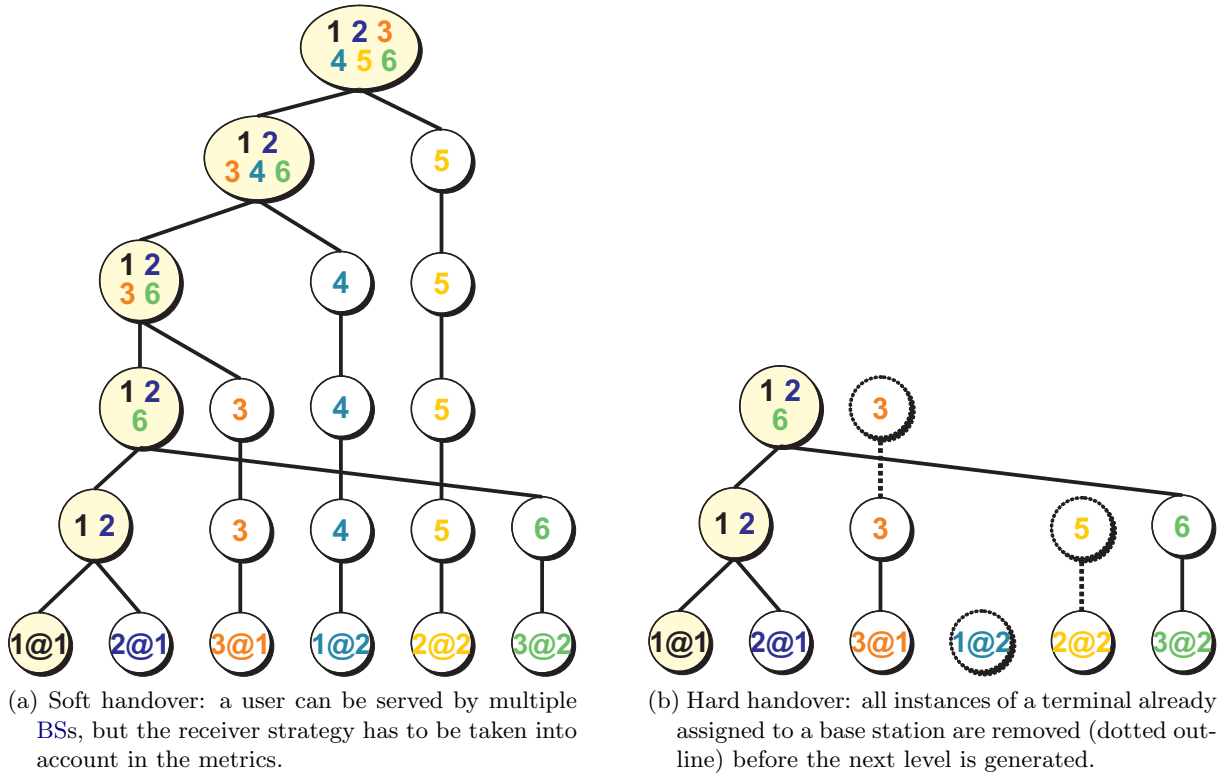 1 2 3
4 5 6
1 2
3 4 6
5
1 2
3 6
4
5
1 2
6
3
4
5
1 2
3
4
5
6
1@1 2@1 3@1 1@2 2@2 3@2
(a) Soft handover: a user can be served by multiple
BSs, but the receiver strategy has to be taken into
account in the metrics.
1 2
6
3
1 2
3
5
6
1@1 2@1 3@1 1@2 2@2 3@2
(b) Hard handover: all instances of a terminal already
assigned to a base station are removed (dotted out-
line) before the next level is generated.